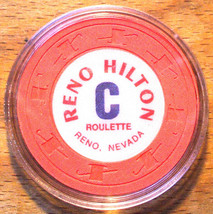 RENO HILTON
C
ROULETTE
RENO, NEVADA